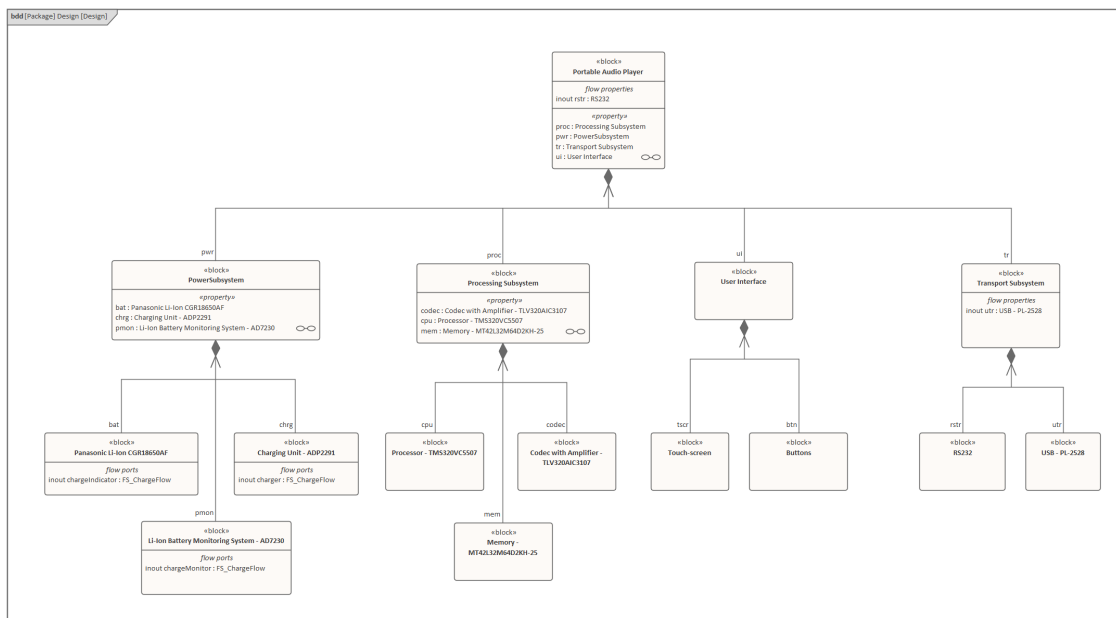 bdd [Package] Design [Design]
«block»
Portable Audio Player
flow properties
inout rstr : RS232
«property»
proc : Processing Subsystem
pwr : PowerSubsystem
tr : Transport Subsystem
ui : User Interface
pwr
proc
ui
tr
«block»
PowerSubsystem
«property»
bat : Panasonic Li-Ion CGR18650AF
chrg : Charging Unit - ADP2291
pmon : Li-Ion Battery Monitoring System - AD7230
«block»
Processing Subsystem
«property»
codec : Codec with Amplifier - TLV320AIC3107
cpu : Processor - TMS320VC5507
mem : Memory - MT42L32M64D2KH-25
«block»
User Interface
«block»
Transport Subsystem
flow properties
inout utr : USB - PL-2528
bat
chrg
cpu
codec
tscr
btn
rstr
utr
«block»
Panasonic Li-Ion CGR18650AF
flow ports
inout chargeIndicator : FS_ChargeFlow
«block»
Charging Unit - ADP2291
flow ports
inout charger : FS_ChargeFlow
«block»
Processor - TMS320VC5507
«block»
Codec with Amplifier -
TLV320AIC3107
«block»
Touch-screen
«block»
Buttons
«block»
RS232
«block»
USB - PL-2528
pmon
mem
«block»
Li-Ion Battery Monitoring System - AD7230
flow ports
inout chargeMonitor : FS_ChargeFlow
«block»
Memory -
MT42L32M64D2KH-25